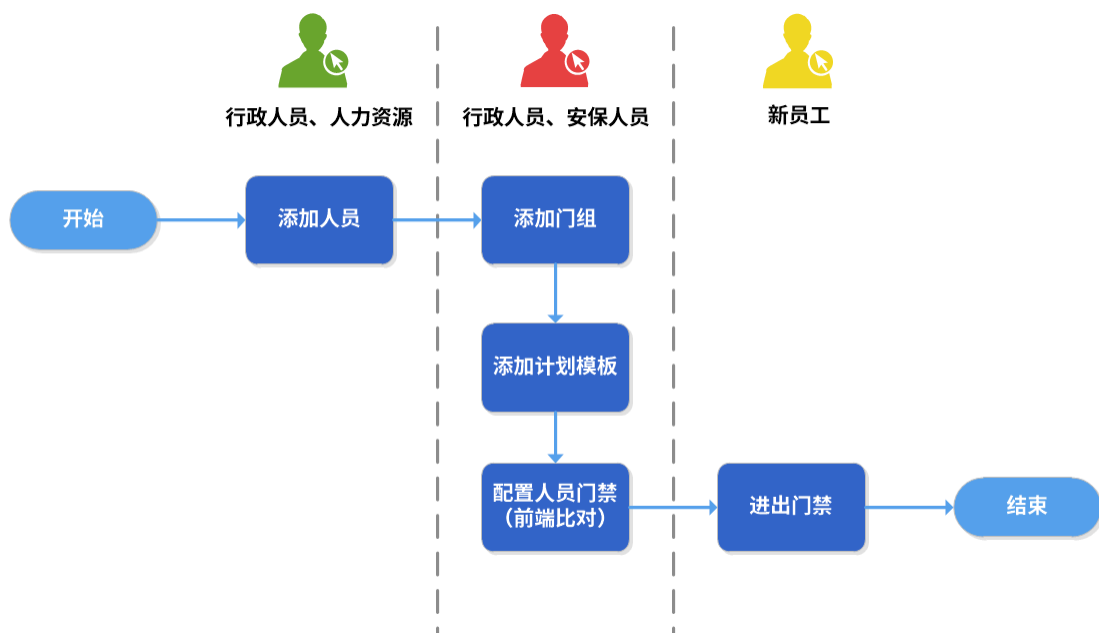 行政人员、人力资源
行政人员、安保人员
新员工
开始
添加人员
添加门组
添加计划模板
配置人员门禁
（前端比对）
进出门禁
结束